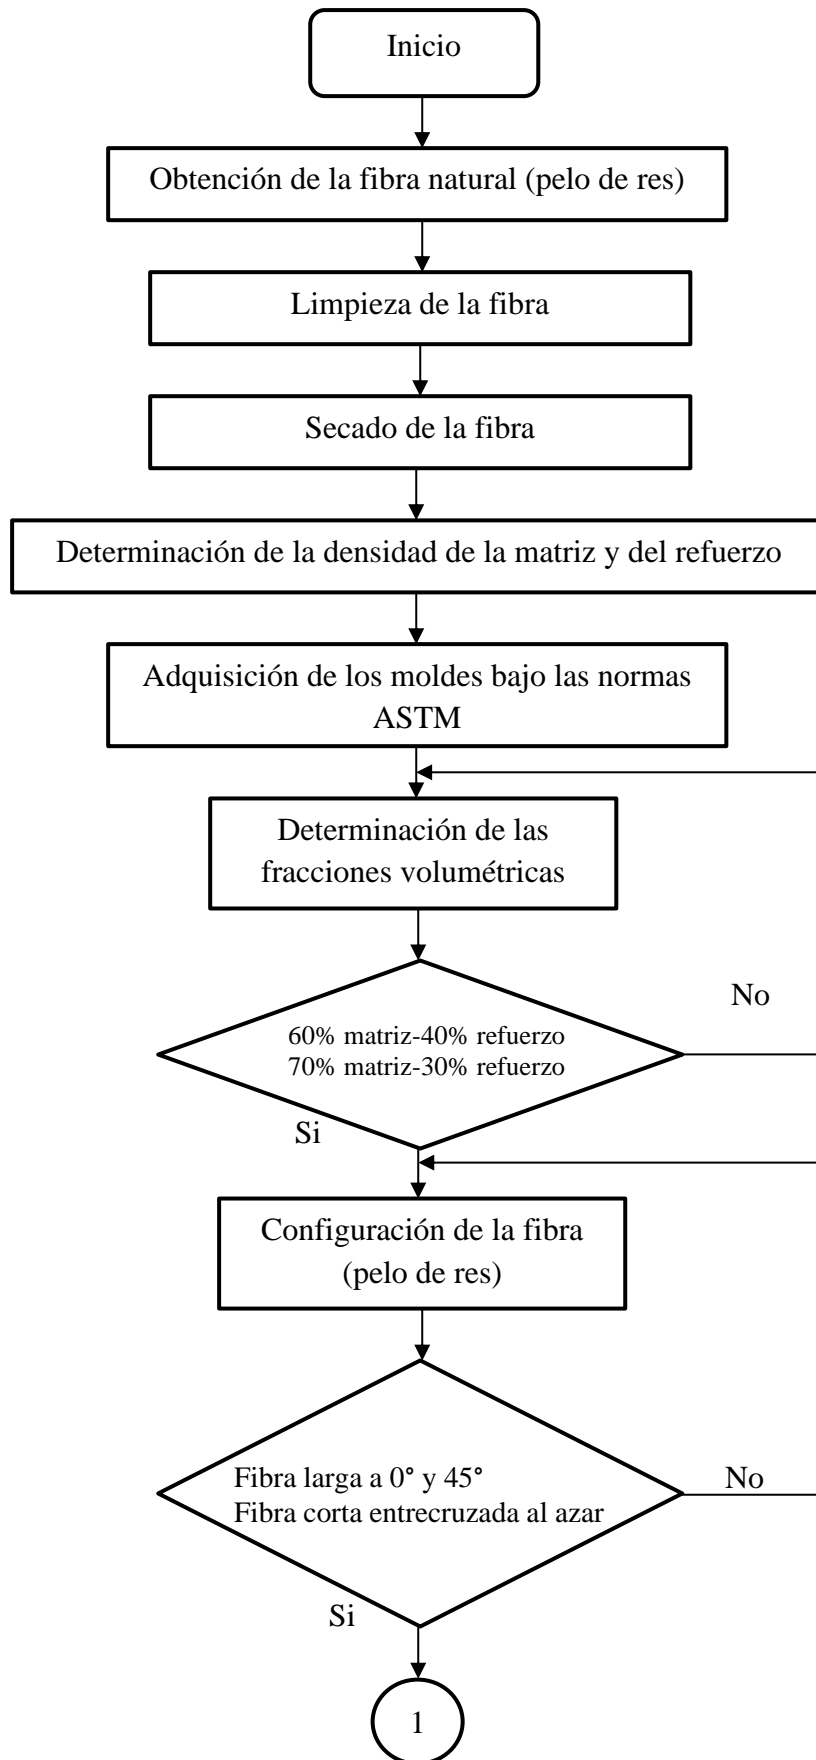 Inicio
Obtención de la fibra natural (pelo de res)
Limpieza de la fibra
Secado de la fibra
Determinación de la densidad de la matriz y del refuerzo
Adquisición de los moldes bajo las normas
ASTM
Determinación de las
fracciones volumétricas
No
60% matriz-40% refuerzo
70% matriz-30% refuerzo
Si
Configuración de la fibra
(pelo de res)
Fibra larga a 0° y 45°
No
Fibra corta entrecruzada al azar
Si
1